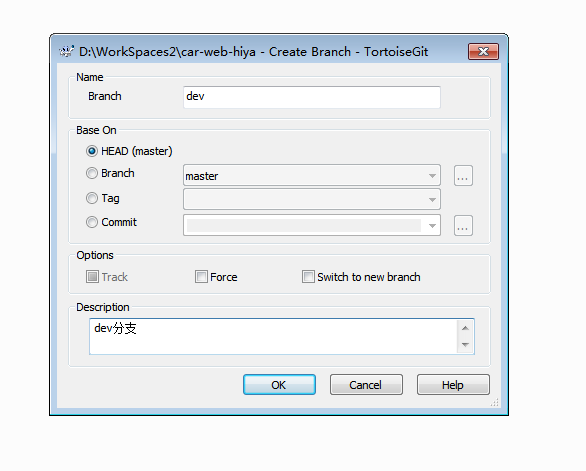 D:\WorkSpaces2\car-web-hiya - Create Branch - TortoiseGit
Name
Branch dev
Base On
HEAD (master)
Branch master ...
Tag
Commit ...
Options
Track Force Switch to new branch
Description
dev分支
OK Cancel Help